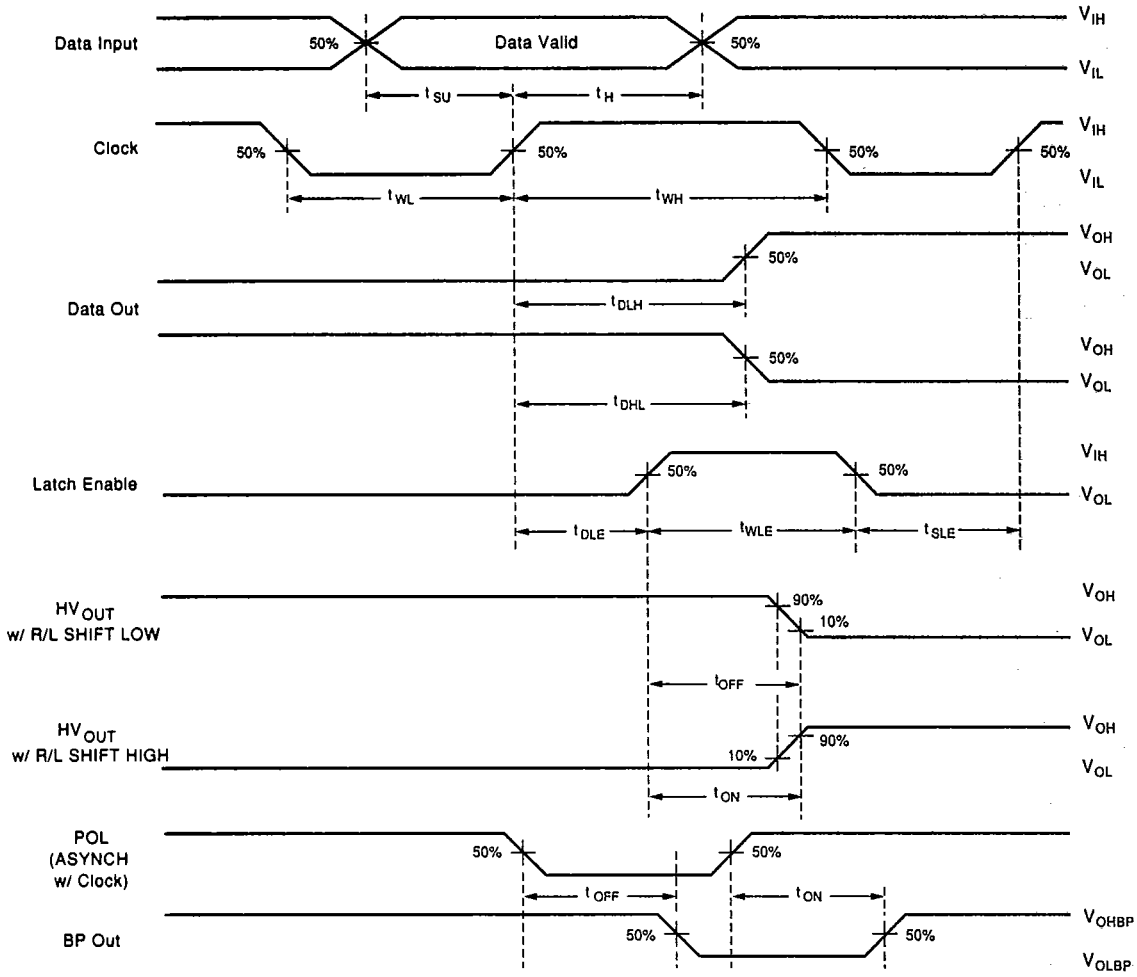 V_IH
Data Input 50% Data Valid 50%
V_IL
t_SU t_H
V_IH
Clock 50% 50% 50% 50%
V_IL
t_WL t_WH
V_OH
50%
V_OL
Data Out
t_DLH
V_OH
50%
V_OL
t_DHL
V_IH
Latch Enable 50% 50%
V_OL
t_DLE t_WLE t_SLE
HV_OUT 90% V_OH
w/ R/L SHIFT LOW 10% V_OL
t_OFF
HV_OUT V_OH
w/ R/L SHIFT HIGH 10% 90%
V_OL
t_ON
POL
(ASYNCH 50% 50%
w/ Clock)
t_OFF t_ON
V_OHBP
BP Out 50% 50%
V_OLBP